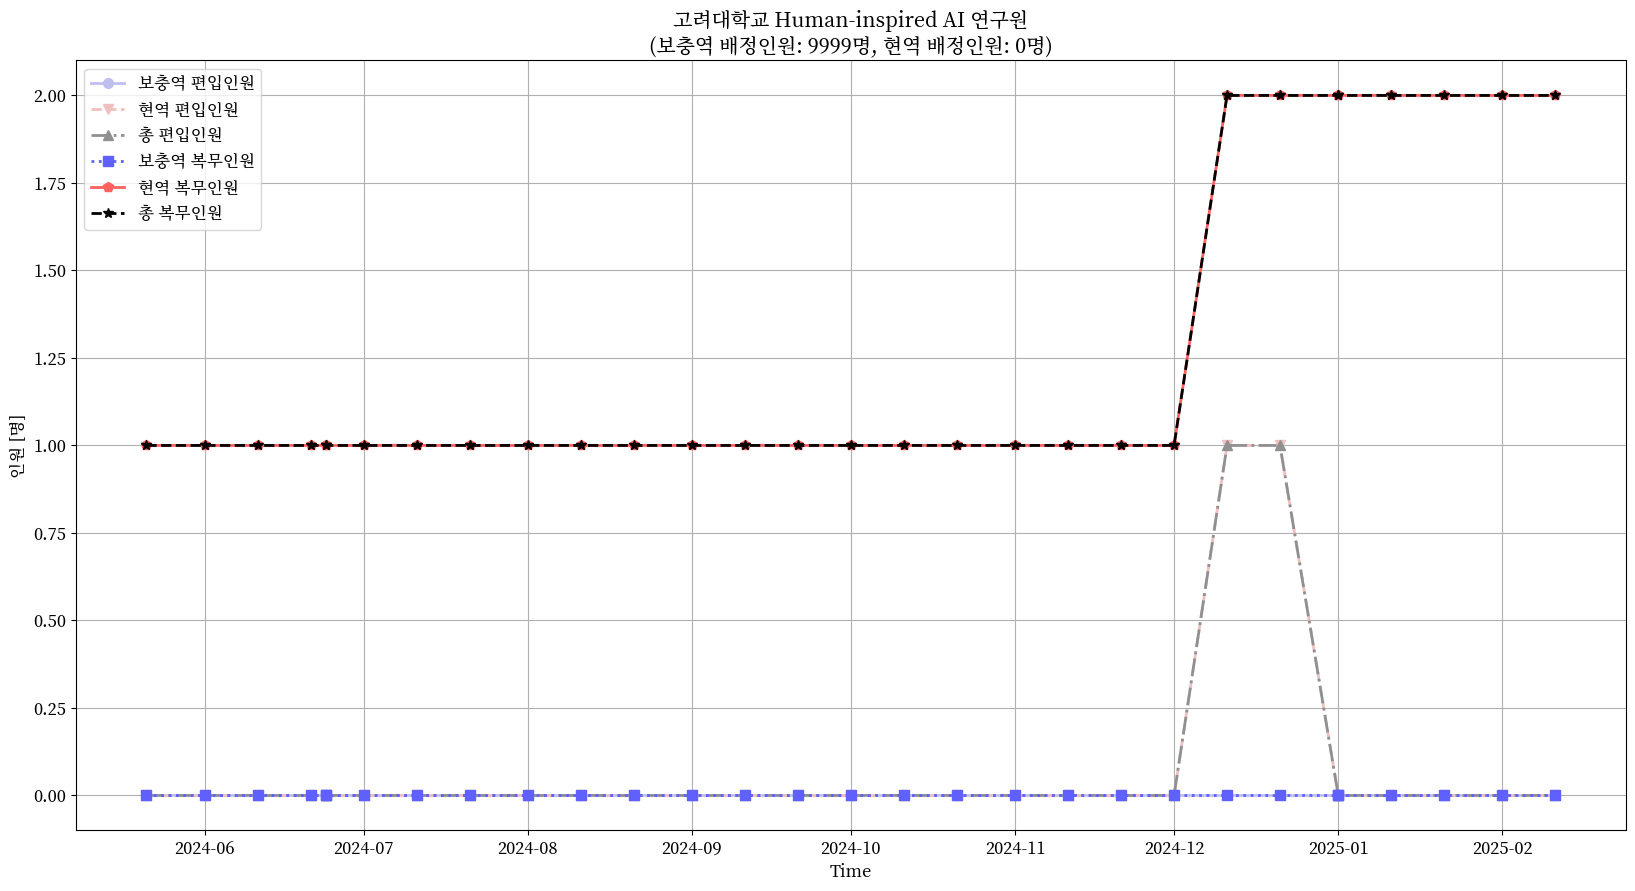 고려대학교 Human-inspired AI 연구원
(보충역 배정인원: 9999명, 현역 배정인원: 0명)
보충역 편입인원
현역 편입인원
총 편입인원
보충역 복무인원
현역 복무인원
총 복무인원
2.00
1.75
1.50
1.25
1.00
0.75
0.50
0.25
0.00
인원 [명]
2024-06
2024-07
2024-08
2024-09
2024-10
2024-11
2024-12
2025-01
2025-02
Time